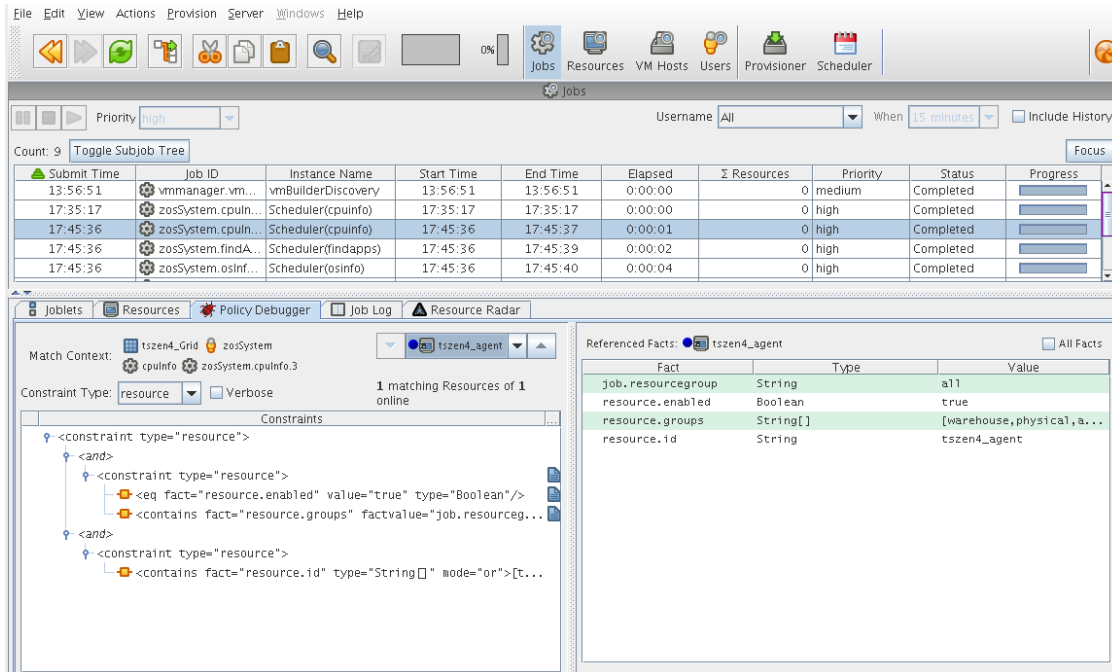 File Edit View Actions Provision Server Windows Help
0% Jobs Resources VM Hosts Users Provisioner Scheduler
Jobs
Priority high Username All When 15 minutes Include History
Count: 9 Toggle Subjob Tree Focus
Submit Time Job ID Instance Name Start Time End Time Elapsed Σ Resources Priority Status Progress
13:56:51 vmmanager.vm... vmBuilderDiscovery 13:56:51 13:56:51 0:00:00 0 medium Completed
17:35:17 zosSystem.cpuIn... Scheduler(cpuinfo) 17:35:17 17:35:17 0:00:00 0 high Completed
17:45:36 zosSystem.cpuIn... Scheduler(cpuinfo) 17:45:36 17:45:37 0:00:01 0 high Completed
17:45:36 zosSystem.findA... Scheduler(findapps) 17:45:36 17:45:39 0:00:02 0 high Completed
17:45:36 zosSystem.osInf... Scheduler(osinfo) 17:45:36 17:45:40 0:00:04 0 high Completed
Joblets Resources Policy Debugger Job Log Resource Radar
Match Context: tszen4_Grid zosSystem
cpuInfo zosSystem.cpuInfo.3
tszen4_agent
Constraint Type: resource Verbose
1 matching Resources of 1
online
Constraints ...
<constraint type="resource">
<and>
<constraint type="resource">
<eq fact="resource.enabled" value="true" type="Boolean"/>
<contains fact="resource.groups" factvalue="job.resourceg...
<and>
<constraint type="resource">
<contains fact="resource.id" type="String[]" mode="or">[t...
Referenced Facts: tszen4_agent All Facts
Fact Type Value
job.resourcegroup String all
resource.enabled Boolean true
resource.groups String[] [warehouse,physical,a...
resource.id String tszen4_agent